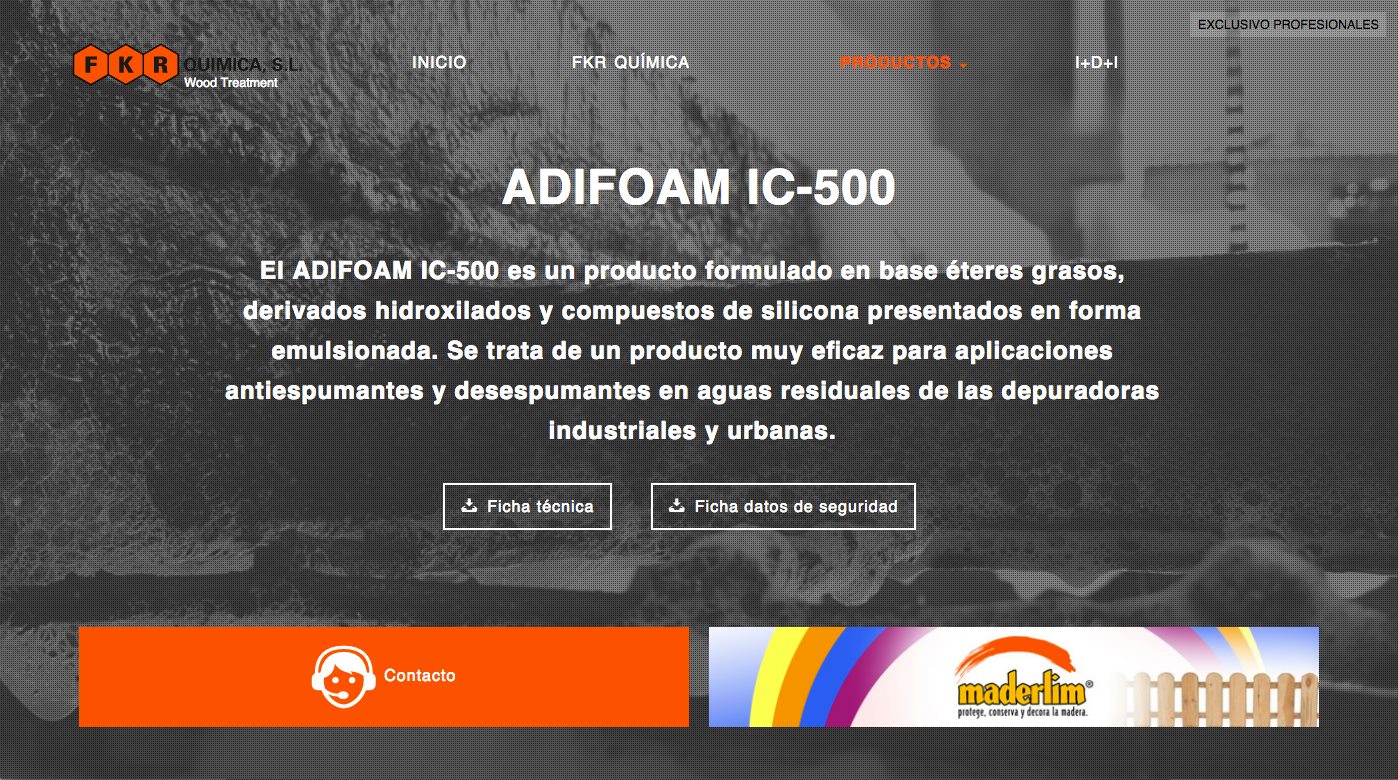 EXCLUSIVO PROFESIONALES
FKR QUIMICA, S.L.
Wood Treatment
INICIO
FKR QUÍMICA
PRODUCTOS
I+D+I
ADIFOAM IC-500
El ADIFOAM IC-500 es un producto formulado en base éteres grasos,
derivados hidroxilados y compuestos de silicona presentados en forma
emulsionada. Se trata de un producto muy eficaz para aplicaciones
antiespumantes y desespumantes en aguas residuales de las depuradoras
industriales y urbanas.
Ficha técnica
Ficha datos de seguridad
Contacto
maderlim®
protege, conserva y decora la madera.